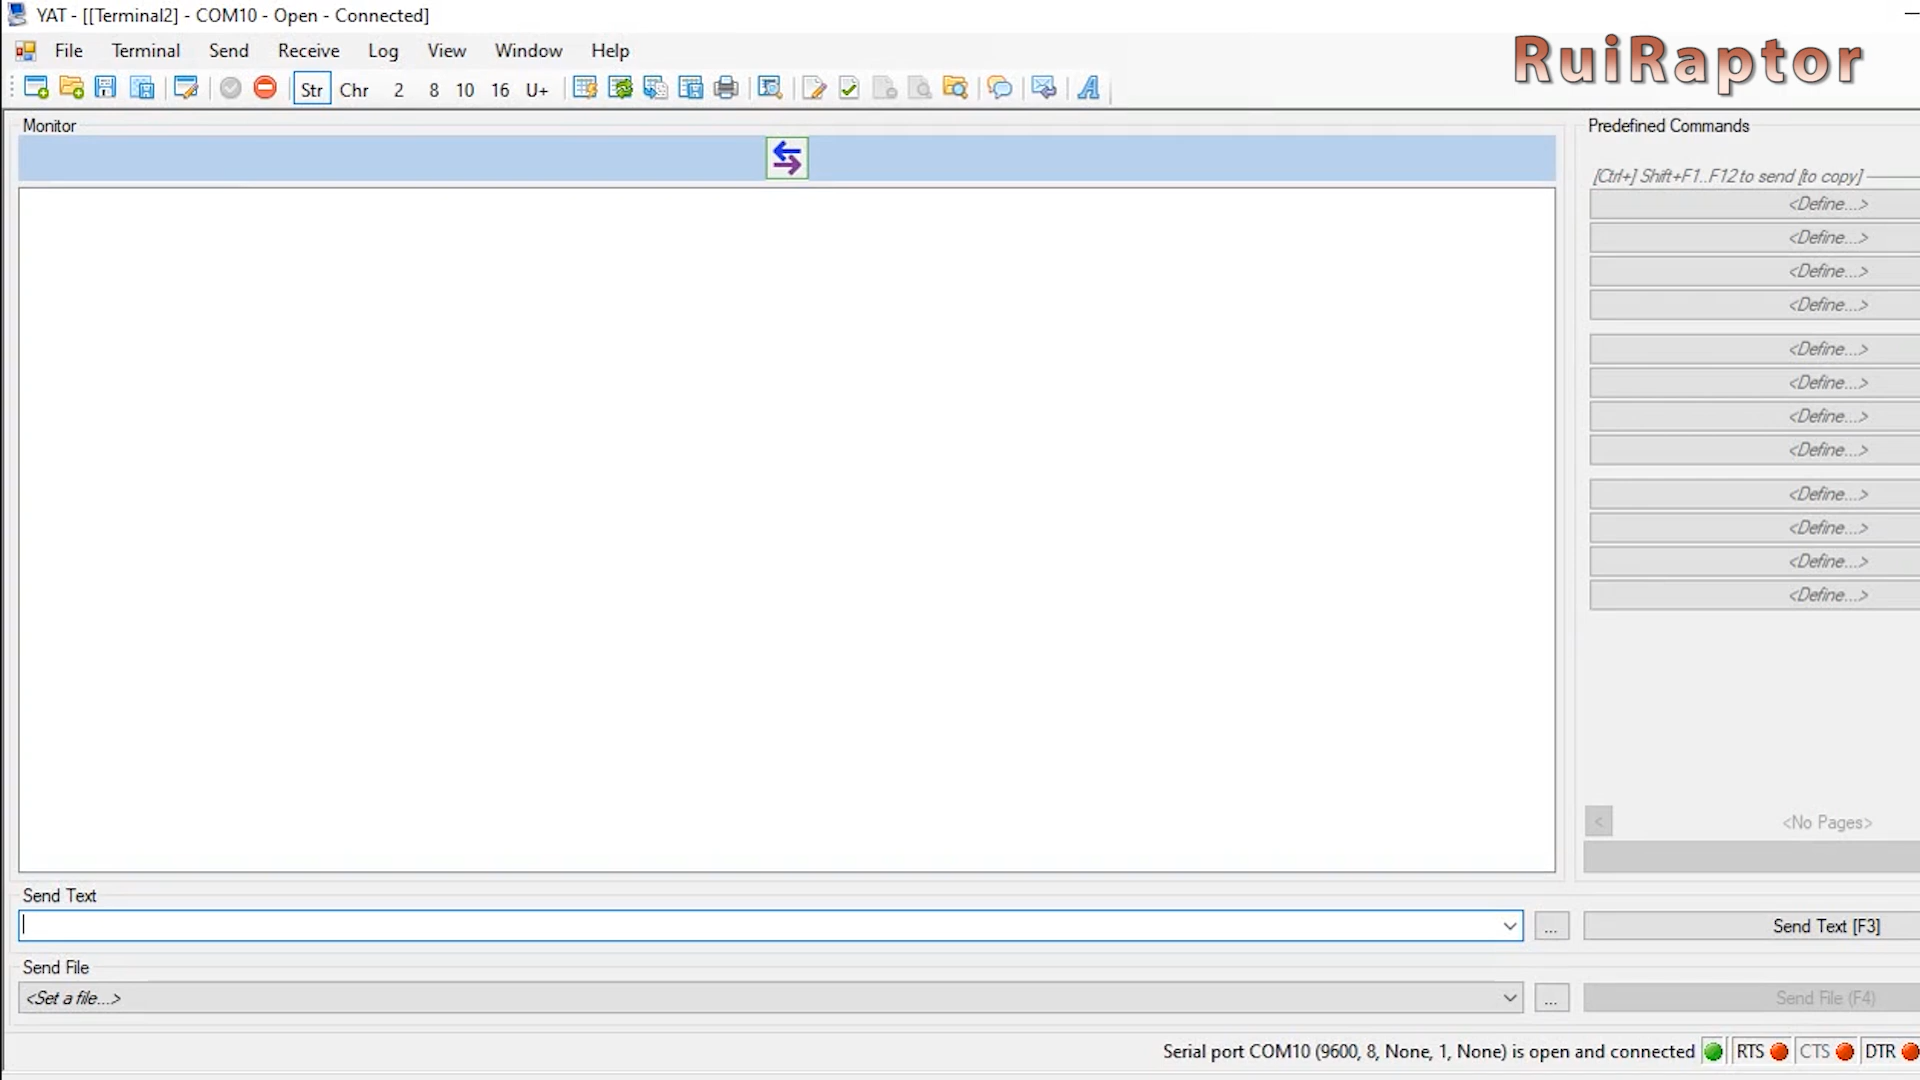 YAT - [[Terminal2] - COM10 - Open - Connected]
RuiRaptor
File Terminal Send Receive Log View Window Help
Str Chr 2 8 10 16 U+
Monitor
Predefined Commands
[Ctrl+] Shift+F1..F12 to send [to copy]
<Define...>
<Define...>
<Define...>
<Define...>
<Define...>
<Define...>
<Define...>
<Define...>
<Define...>
<Define...>
<Define...>
<Define...>
<
<No Pages>
Send Text
...
Send Text [F3]
Send File
<Set a file...>
...
Send File (F4)
Serial port COM10 (9600, 8, None, 1, None) is open and connected RTS CTS DTR